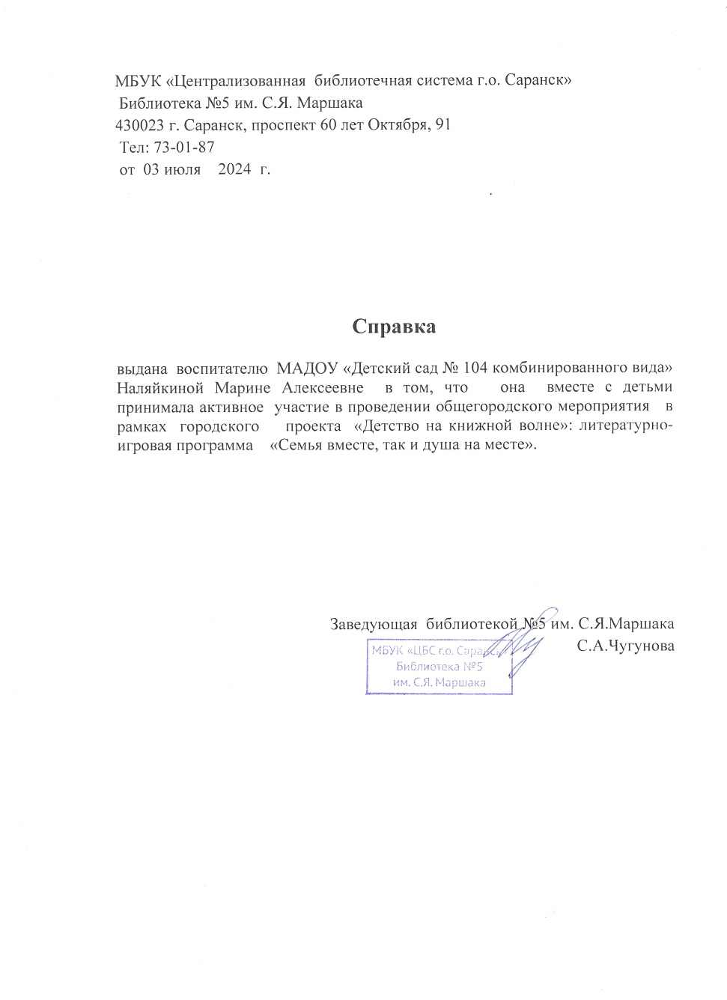 МБУК «Централизованная библиотечная система г.о. Саранск»
Библиотека №5 им. С.Я. Маршака
430023 г. Саранск, проспект 60 лет Октября, 91
Тел: 73-01-87
от 03 июля 2024 г.
Справка
выдана воспитателю МАДОУ «Детский сад № 104 комбинированного вида»
Наляйкиной Марине Алексеевне в том, что она вместе с детьми
принимала активное участие в проведении общегородского мероприятия в
рамках городского проекта «Детство на книжной волне»: литературно-
игровая программа «Семья вместе, так и душа на месте».
Заведующая библиотекой №5 им. С.Я.Маршака
С.А.Чугунова
МБУК «ЦБС г.о. Саранск»
Библиотека №5
им. С.Я. Маршака